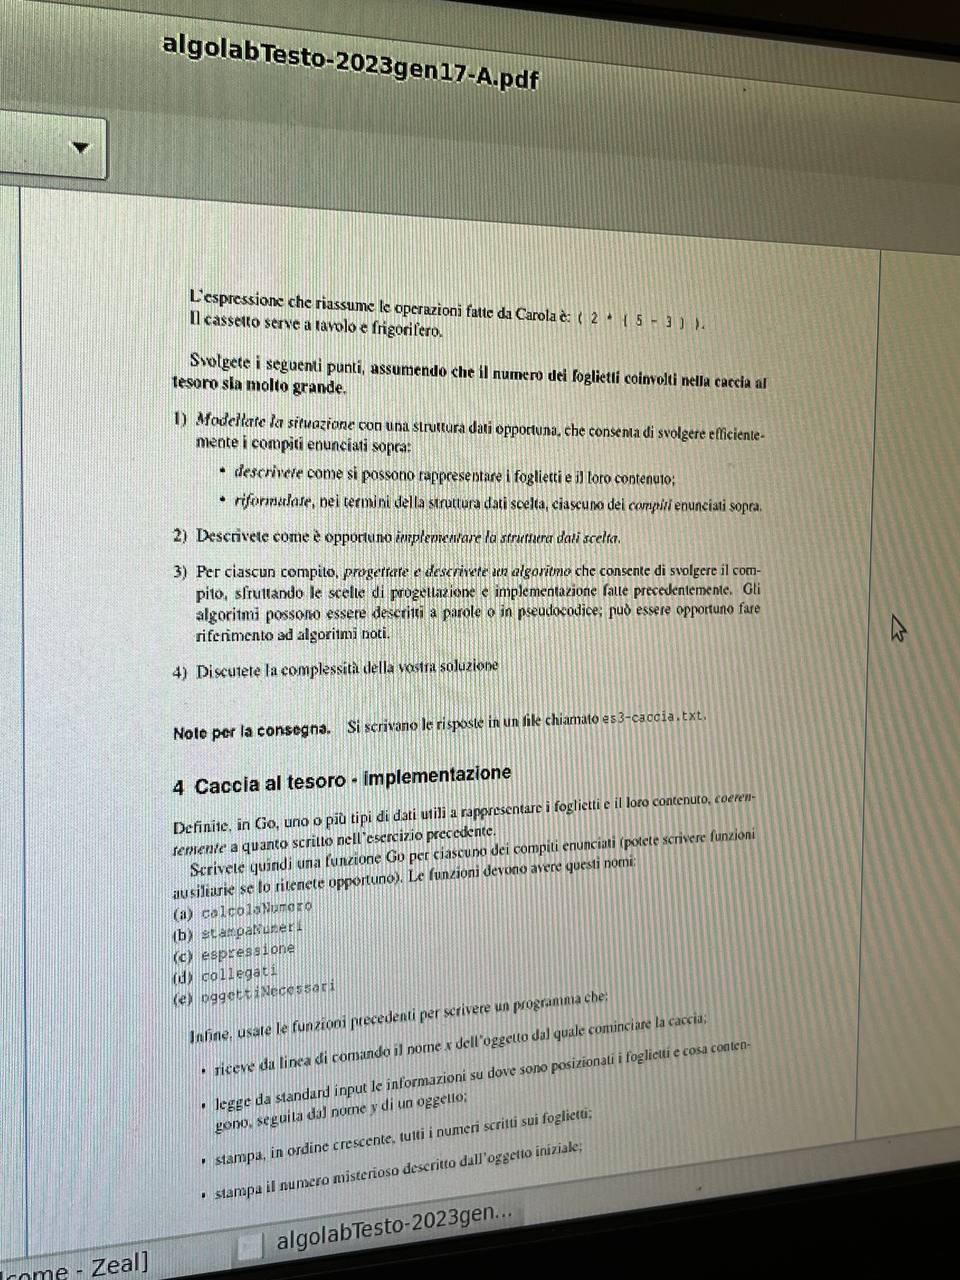 algolabTesto-2023gen17-A.pdf
L'espressione che riassume le operazioni fatte da Carola è: ( 2 * ( 5 - 3 ) ).
Il cassetto serve a tavolo e frigorifero.
Svolgete i seguenti punti, assumendo che il numero dei foglietti coinvolti nella caccia al
tesoro sia molto grande.
1) Modellate la situazione con una struttura dati opportuna, che consenta di svolgere efficiente-
mente i compiti enunciati sopra:
• descrivete come si possono rappresentare i foglietti e il loro contenuto;
• riformulate, nei termini della struttura dati scelta, ciascuno dei compiti enunciati sopra.
2) Descrivete come è opportuno implementare la struttura dati scelta.
3) Per ciascun compito, progettate e descrivete un algoritmo che consente di svolgere il com-
pito, sfruttando le scelte di progettazione e implementazione fatte precedentemente. Gli
algoritmi possono essere descritti a parole o in pseudocodice; può essere opportuno fare
riferimento ad algoritmi noti.
4) Discutete la complessità della vostra soluzione
Note per la consegna. Si scrivano le risposte in un file chiamato es3-caccia.txt.
4 Caccia al tesoro - implementazione
Definite, in Go, uno o più tipi di dati utili a rappresentare i foglietti e il loro contenuto, coeren-
temente a quanto scritto nell'esercizio precedente.
Scrivete quindi una funzione Go per ciascuno dei compiti enunciati (potete scrivere funzioni
ausiliarie se lo ritenete opportuno). Le funzioni devono avere questi nomi:
(a) calcolaNumero
(b) stampaNumeri
(c) espressione
(d) collegati
(e) oggettiNecessari
Infine, usate le funzioni precedenti per scrivere un programma che:
• riceve da linea di comando il nome x dell'oggetto dal quale cominciare la caccia;
• legge da standard input le informazioni su dove sono posizionati i foglietti e cosa conten-
gono, seguita dal nome y di un oggetto;
• stampa, in ordine crescente, tutti i numeri scritti sui foglietti;
• stampa il numero misterioso descritto dall'oggetto iniziale;
algolabTesto-2023gen...
come - Zeal]